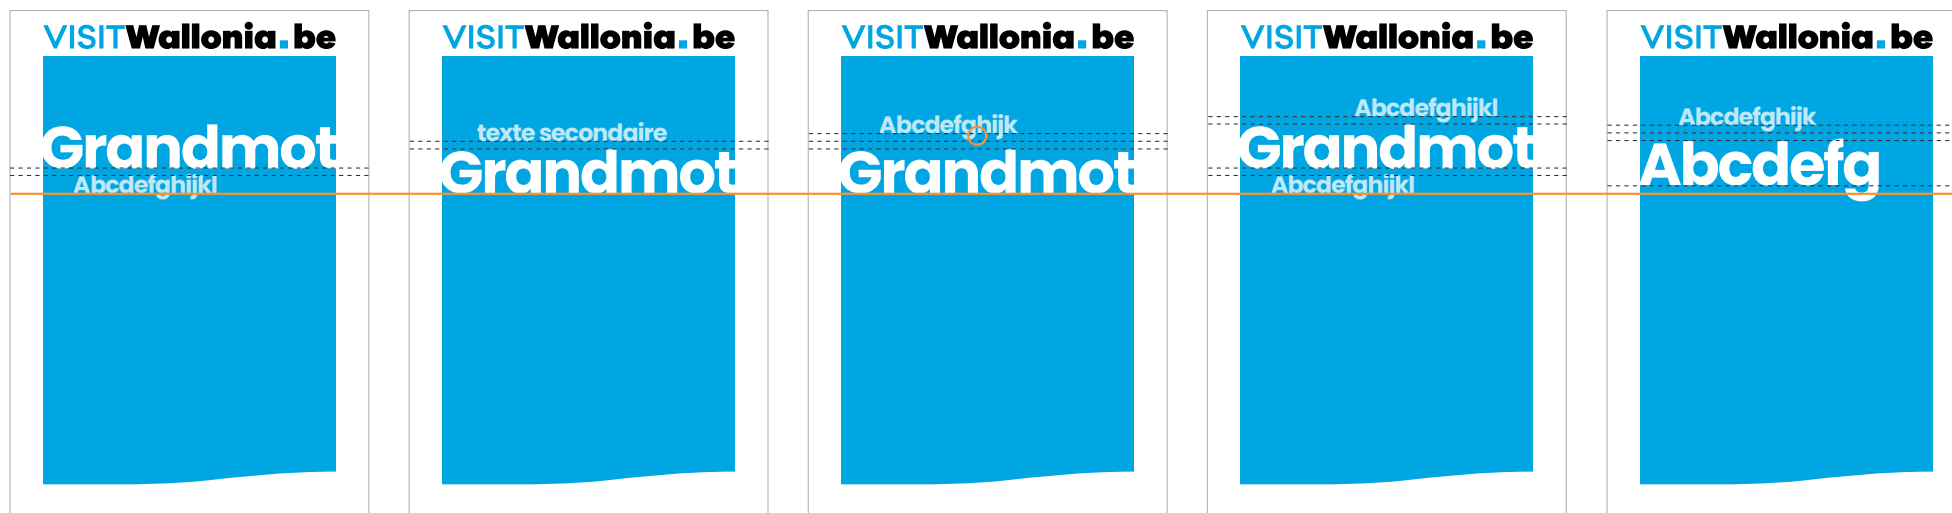 VISITWallonia.be
Grandmot
Abcdefghijkl
VISITWallonia.be
texte secondaire
Grandmot
VISITWallonia.be
Abcdefghijk
Grandmot
VISITWallonia.be
Abcdefghijkl
Grandmot
Abcdefghijkl
VISITWallonia.be
Abcdefghijk
Abcdefg